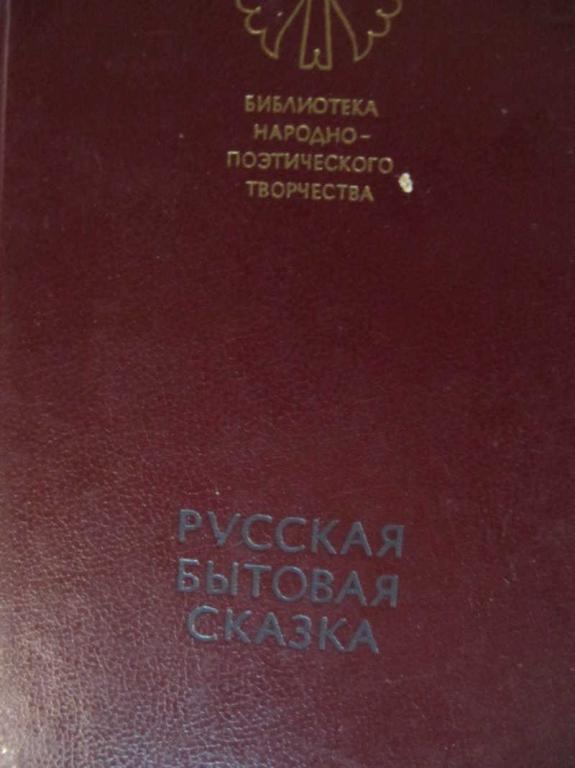 БИБЛИОТЕКА
НАРОДНО-
ПОЭТИЧЕСКОГО
ТВОРЧЕСТВА
РУССКАЯ
БЫТОВАЯ
СКАЗКА